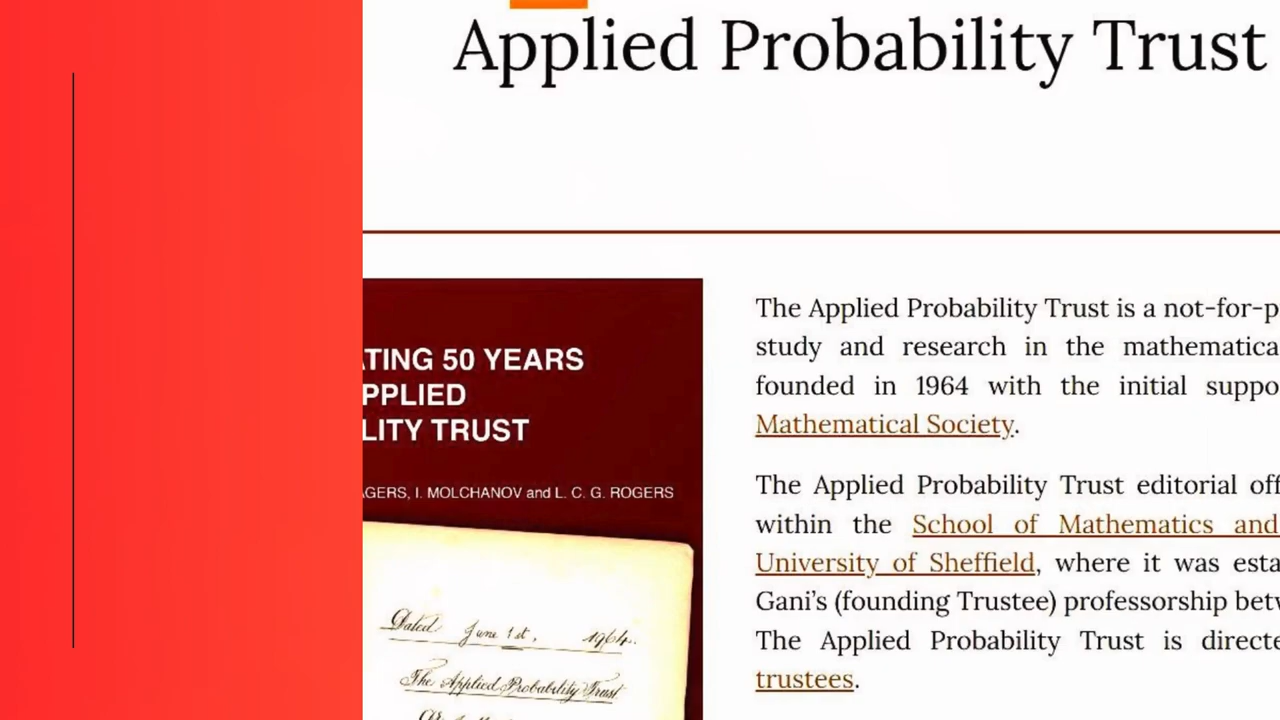 Applied Probability Trust
ATING 50 YEARS
PPLIED
LITY TRUST
AGERS, I. MOLCHANOV and L. C. G. ROGERS
Dated June 1st, 1964.
The Applied Probability Trust
The Applied Probability Trust is a not-for-p
study and research in the mathematica
founded in 1964 with the initial suppo
Mathematical Society.
The Applied Probability Trust editorial off
within the School of Mathematics and
University of Sheffield, where it was esta
Gani's (founding Trustee) professorship betw
The Applied Probability Trust is directe
trustees.